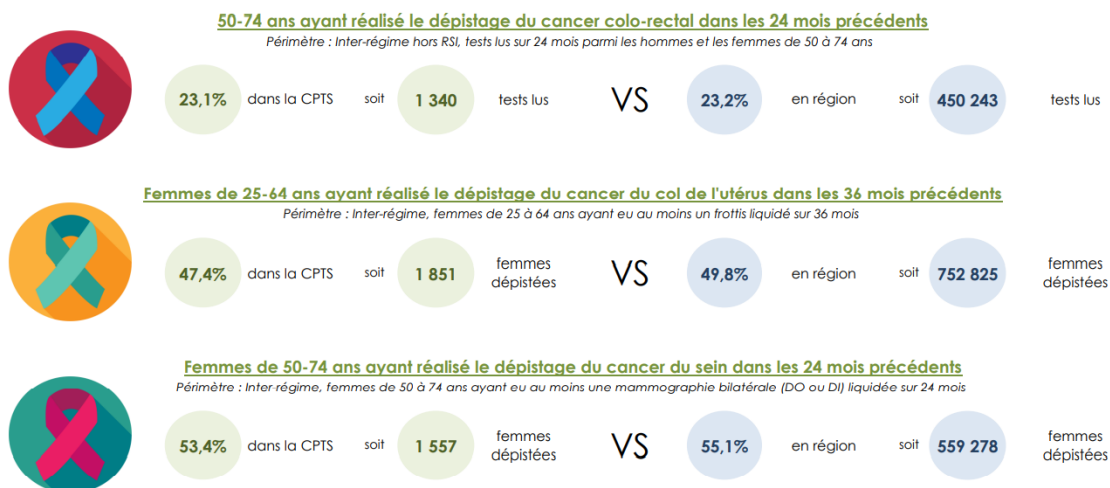 50-74 ans ayant réalisé le dépistage du cancer colo-rectal dans les 24 mois précédents
Périmètre : Inter-régime hors RSI, tests lus sur 24 mois parmi les hommes et les femmes de 50 à 74 ans
23,1% dans la CPTS soit 1 340 tests lus VS 23,2% en région soit 450 243 tests lus
Femmes de 25-64 ans ayant réalisé le dépistage du cancer du col de l'utérus dans les 36 mois précédents
Périmètre : Inter-régime, femmes de 25 à 64 ans ayant eu au moins un frottis liquidé sur 36 mois
47,4% dans la CPTS soit 1 851 femmes dépistées VS 49,8% en région soit 752 825 femmes dépistées
Femmes de 50-74 ans ayant réalisé le dépistage du cancer du sein dans les 24 mois précédents
Périmètre : Inter-régime, femmes de 50 à 74 ans ayant eu au moins une mammographie bilatérale (DO ou DI) liquidée sur 24 mois
53,4% dans la CPTS soit 1 557 femmes dépistées VS 55,1% en région soit 559 278 femmes dépistées